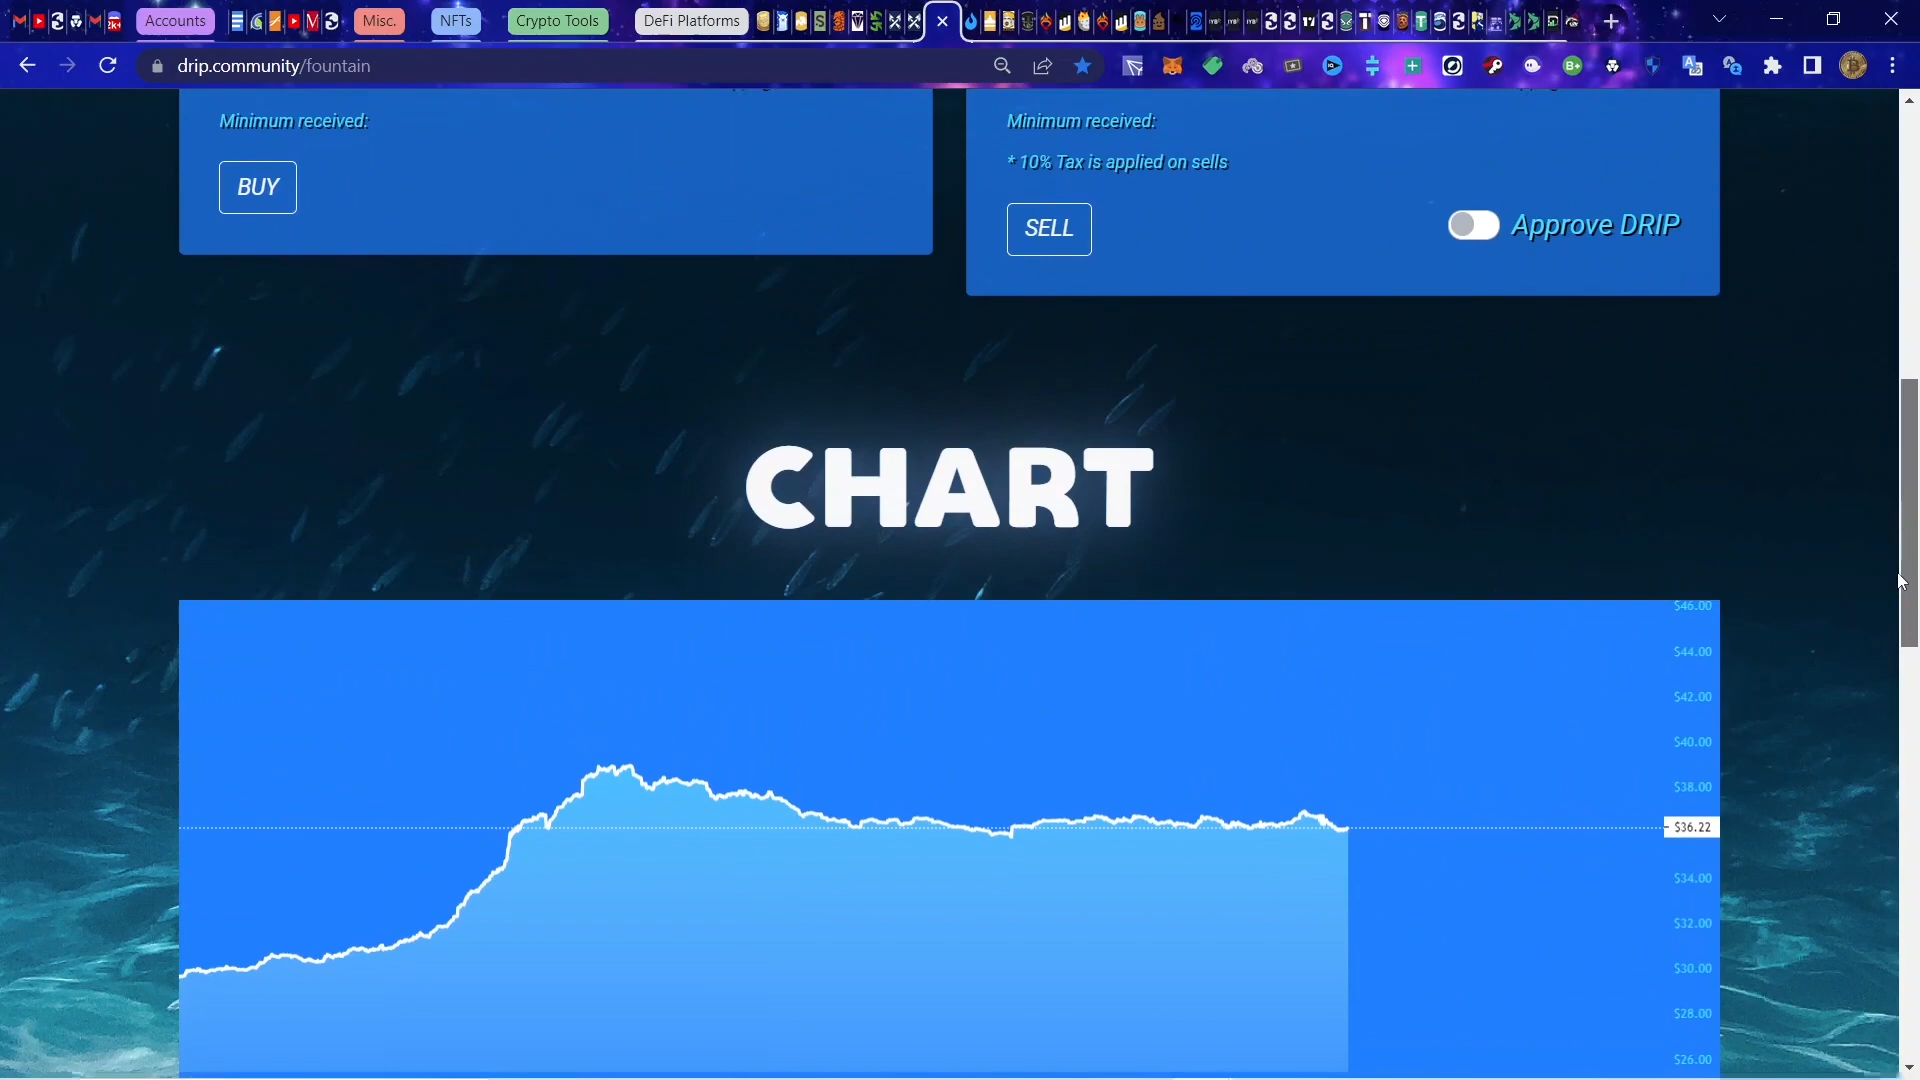 Accounts
Misc.
NFTs
Crypto Tools
DeFi Platforms
drip.community/fountain
Minimum received:
BUY
Minimum received:
* 10% Tax is applied on sells
SELL
Approve DRIP
CHART
$46.00
$44.00
$42.00
$40.00
$38.00
$36.22
$34.00
$32.00
$30.00
$28.00
$26.00